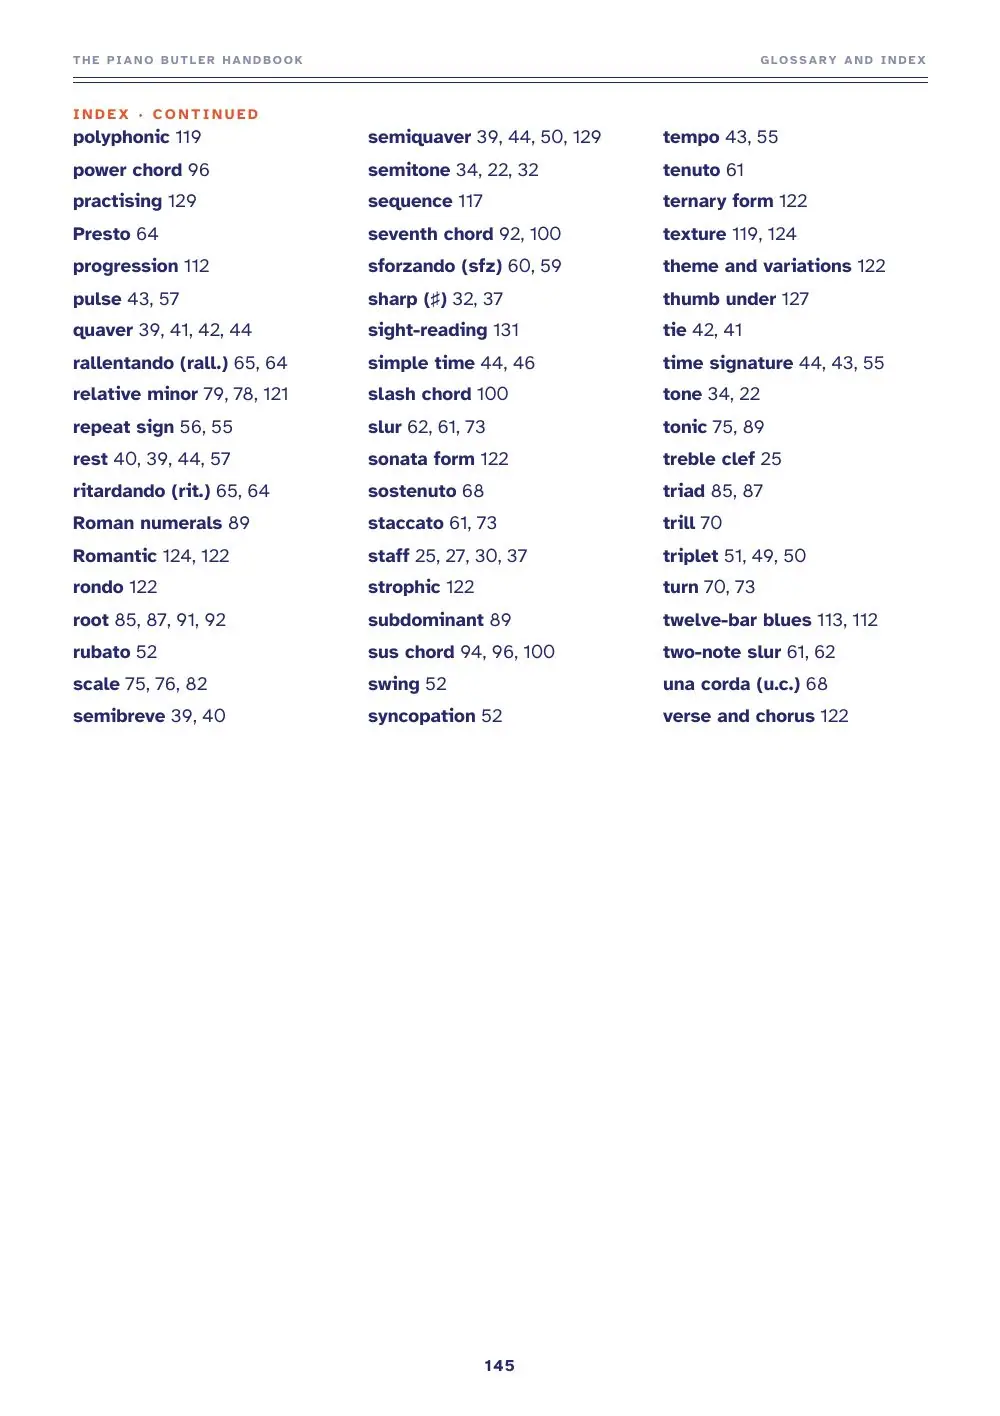 THE PIANO BUTLER HANDBOOK
GLOSSARY AND INDEX
INDEX · CONTINUED
polyphonic 119
power chord 96
practising 129
Presto 64
progression 112
pulse 43, 57
quaver 39, 41, 42, 44
rallentando (rall.) 65, 64
relative minor 79, 78, 121
repeat sign 56, 55
rest 40, 39, 44, 57
ritardando (rit.) 65, 64
Roman numerals 89
Romantic 124, 122
rondo 122
root 85, 87, 91, 92
rubato 52
scale 75, 76, 82
semibreve 39, 40
semiquaver 39, 44, 50, 129
semitone 34, 22, 32
sequence 117
seventh chord 92, 100
sforzando (sfz) 60, 59
sharp (♯) 32, 37
sight-reading 131
simple time 44, 46
slash chord 100
slur 62, 61, 73
sonata form 122
sostenuto 68
staccato 61, 73
staff 25, 27, 30, 37
strophic 122
subdominant 89
sus chord 94, 96, 100
swing 52
syncopation 52
tempo 43, 55
tenuto 61
ternary form 122
texture 119, 124
theme and variations 122
thumb under 127
tie 42, 41
time signature 44, 43, 55
tone 34, 22
tonic 75, 89
treble clef 25
triad 85, 87
trill 70
triplet 51, 49, 50
turn 70, 73
twelve-bar blues 113, 112
two-note slur 61, 62
una corda (u.c.) 68
verse and chorus 122
145